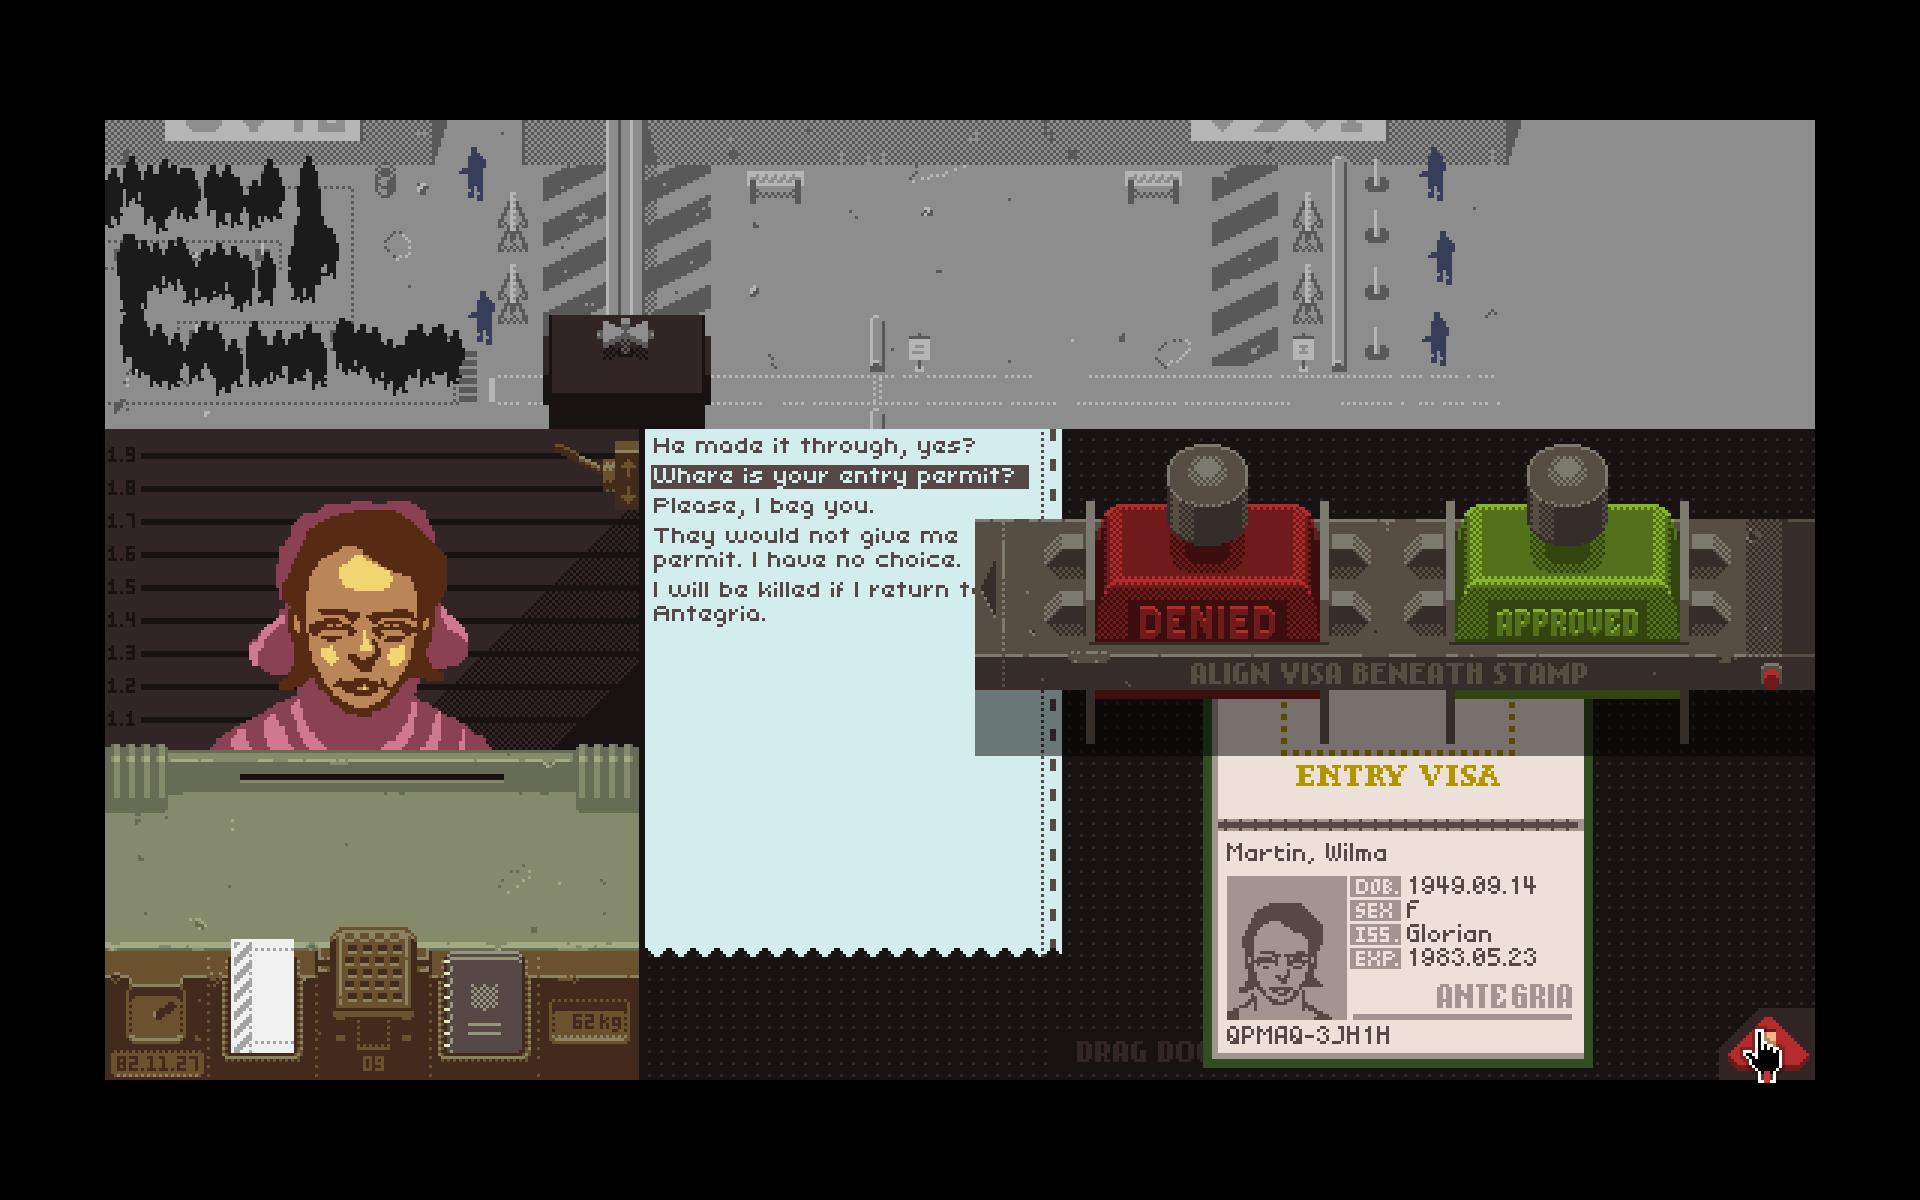 He made it through, yes?
Where is your entry permit?
Please, I beg you.
They would not give me
permit. I have no choice.
I will be killed if I return to
Antegria.
1.9
1.8
1.7
1.6
1.5
1.4
1.3
1.2
1.1
DENIED
APPROVED
ALIGN VISA BENEATH STAMP
ENTRY VISA
Martin, Wilma
DOB. 1949.09.14
SEX F
ISS. Glorian
EXP. 1983.05.23
ANTEGRIA
QPMAQ-3JH1H
DRAG
62kg
82.11.27
09